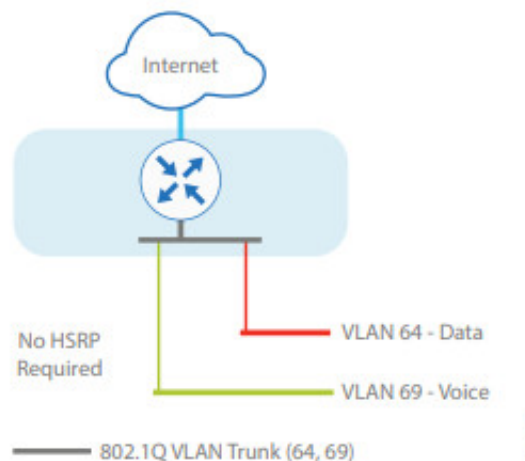 Internet
No HSRP
Required
VLAN 64 - Data
VLAN 69 - Voice
802.1Q VLAN Trunk (64, 69)